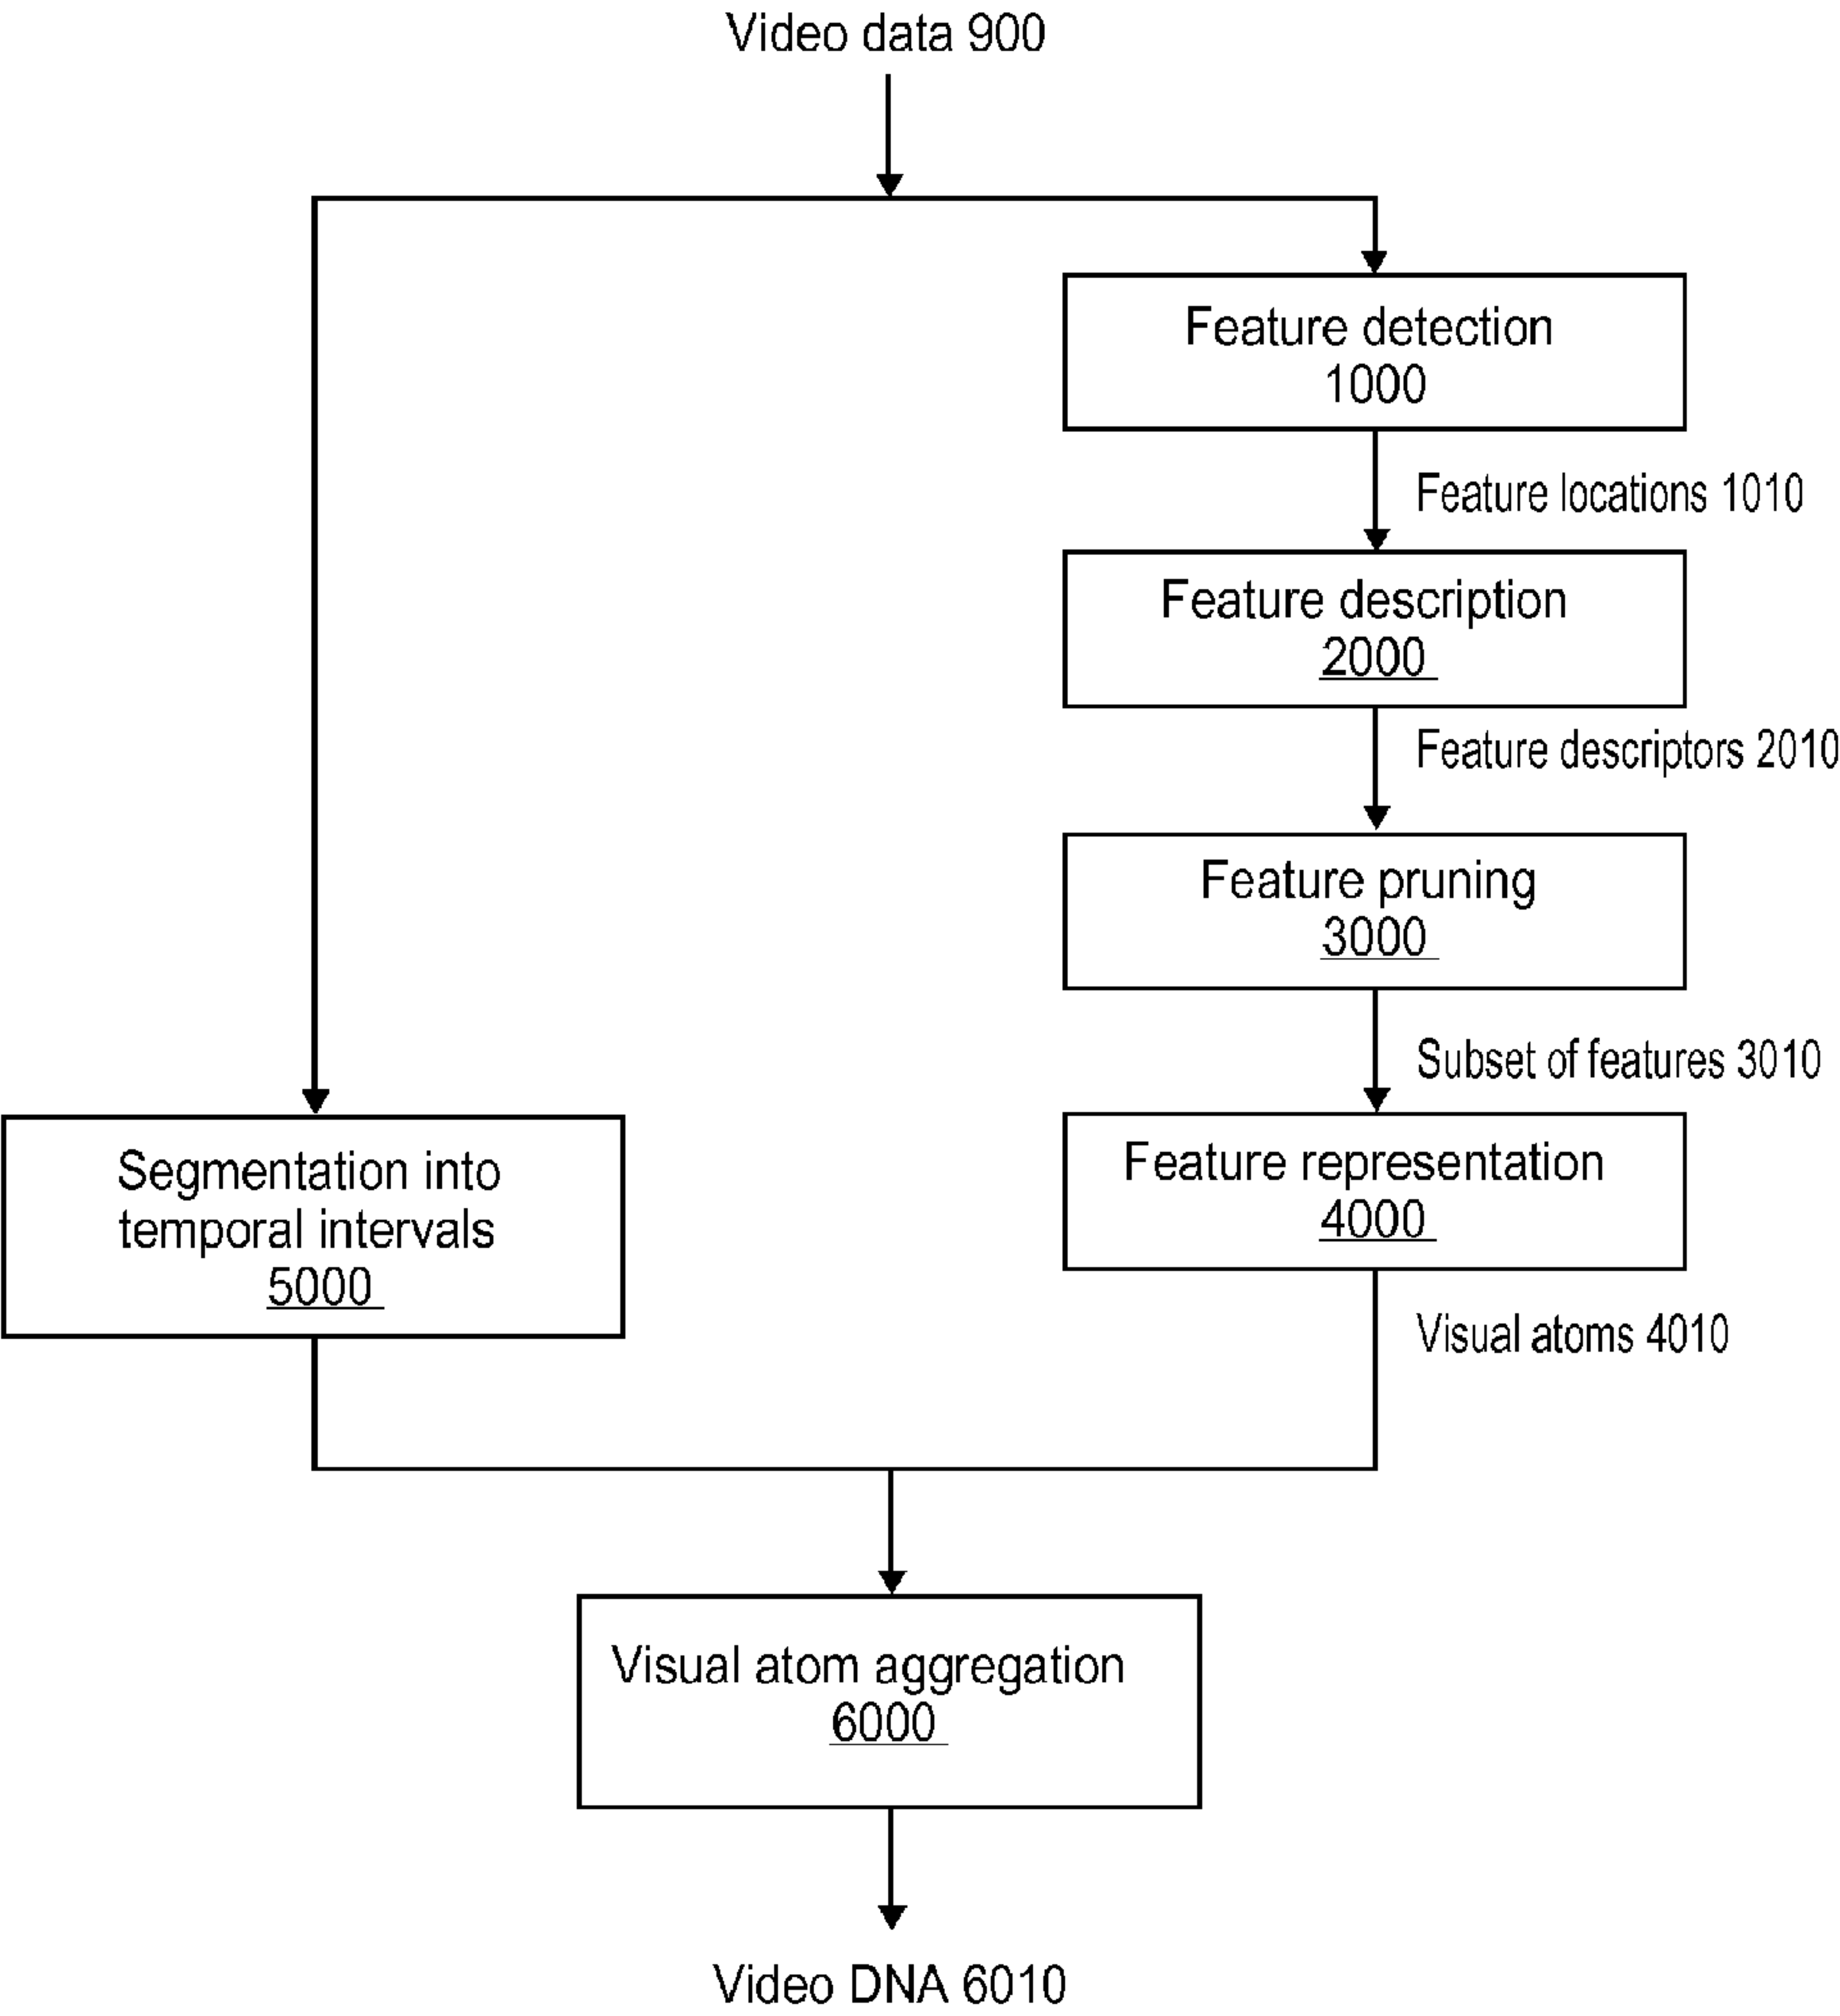 Video data 900
Feature detection
1000
Feature locations 1010
Feature description
2000
Feature descriptors 2010
Feature pruning
3000
Subset of features 3010
Feature representation
4000
Visual atoms 4010
Segmentation into
temporal intervals
5000
Visual atom aggregation
6000
Video DNA 6010